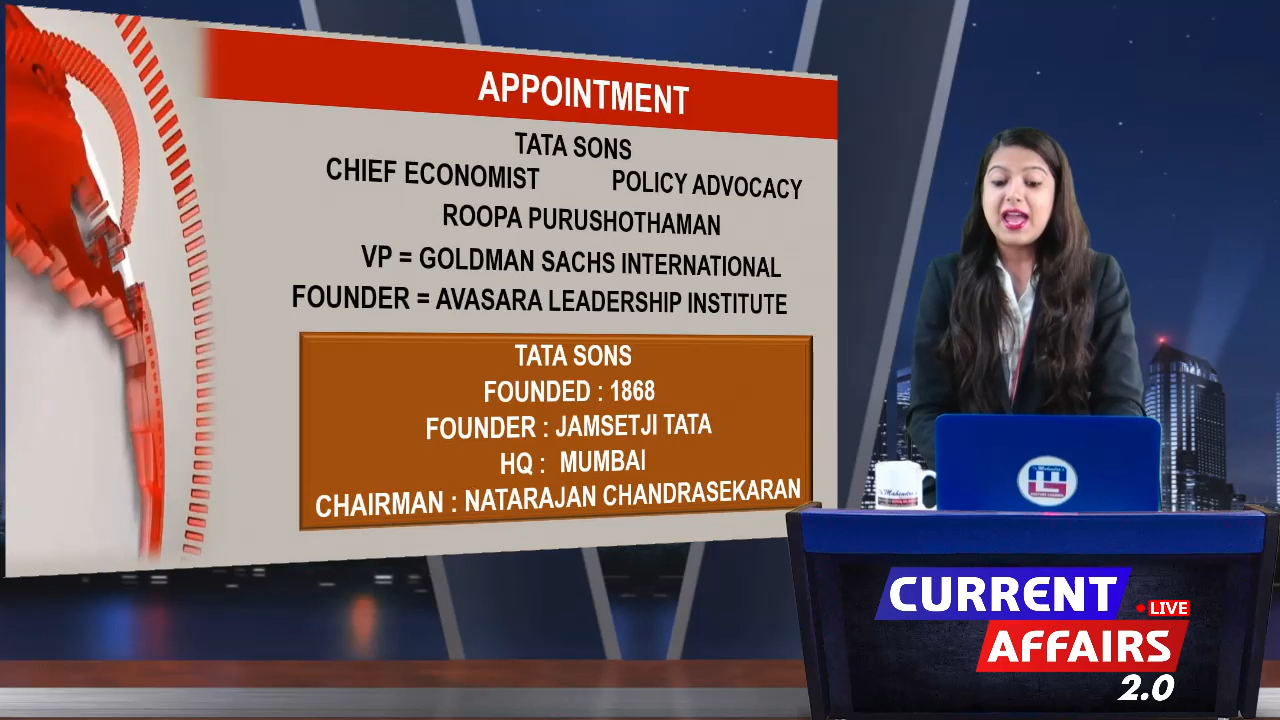 APPOINTMENT
TATA SONS
CHIEF ECONOMIST POLICY ADVOCACY
ROOPA PURUSHOTHAMAN
VP = GOLDMAN SACHS INTERNATIONAL
FOUNDER = AVASARA LEADERSHIP INSTITUTE
TATA SONS
FOUNDED : 1868
FOUNDER : JAMSETJI TATA
HQ : MUMBAI
CHAIRMAN : NATARAJAN CHANDRASEKARAN
Mahendra's
CURRENT
LIVE
AFFAIRS
2.0